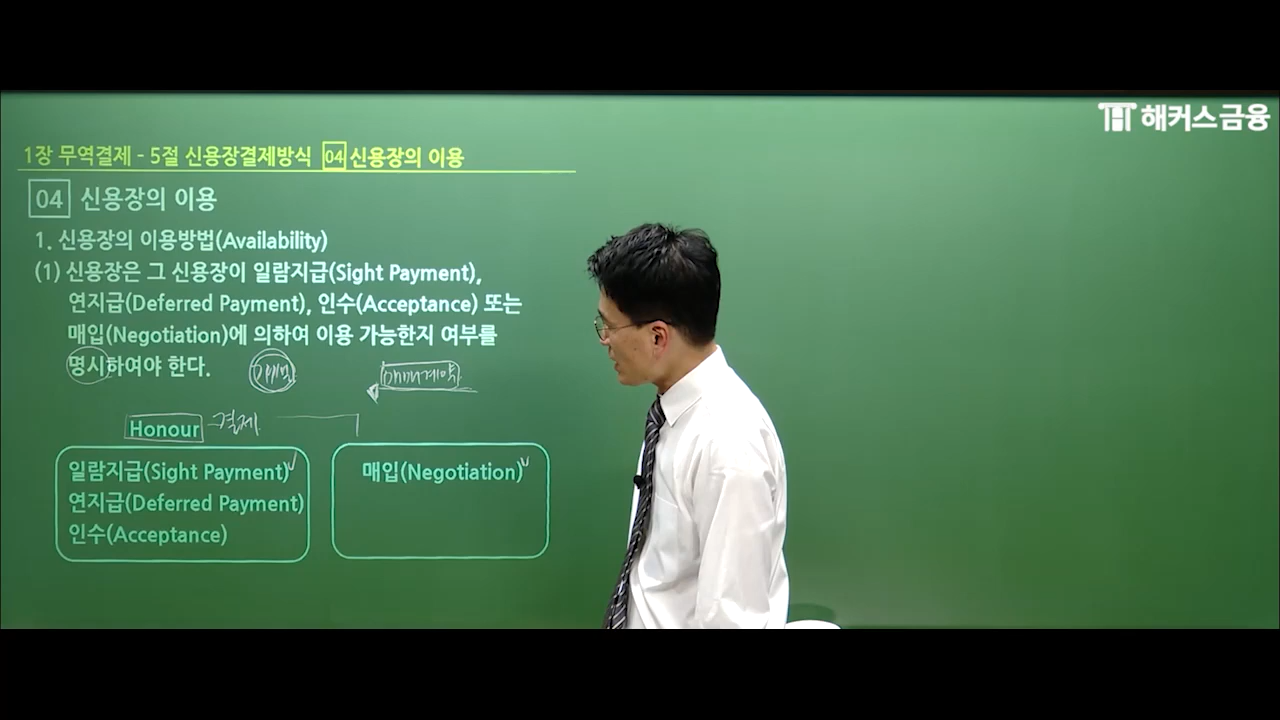 해커스금융
1장 무역결제 - 5절 신용장결제방식 04 신용장의 이용
04 신용장의 이용
1. 신용장의 이용방법(Availability)
(1) 신용장은 그 신용장이 일람지급(Sight Payment),
연지급(Deferred Payment), 인수(Acceptance) 또는
매입(Negotiation)에 의하여 이용 가능한지 여부를
명시하여야 한다.
매매계약
Honour 결제
일람지급(Sight Payment)
연지급(Deferred Payment)
인수(Acceptance)
매입(Negotiation)